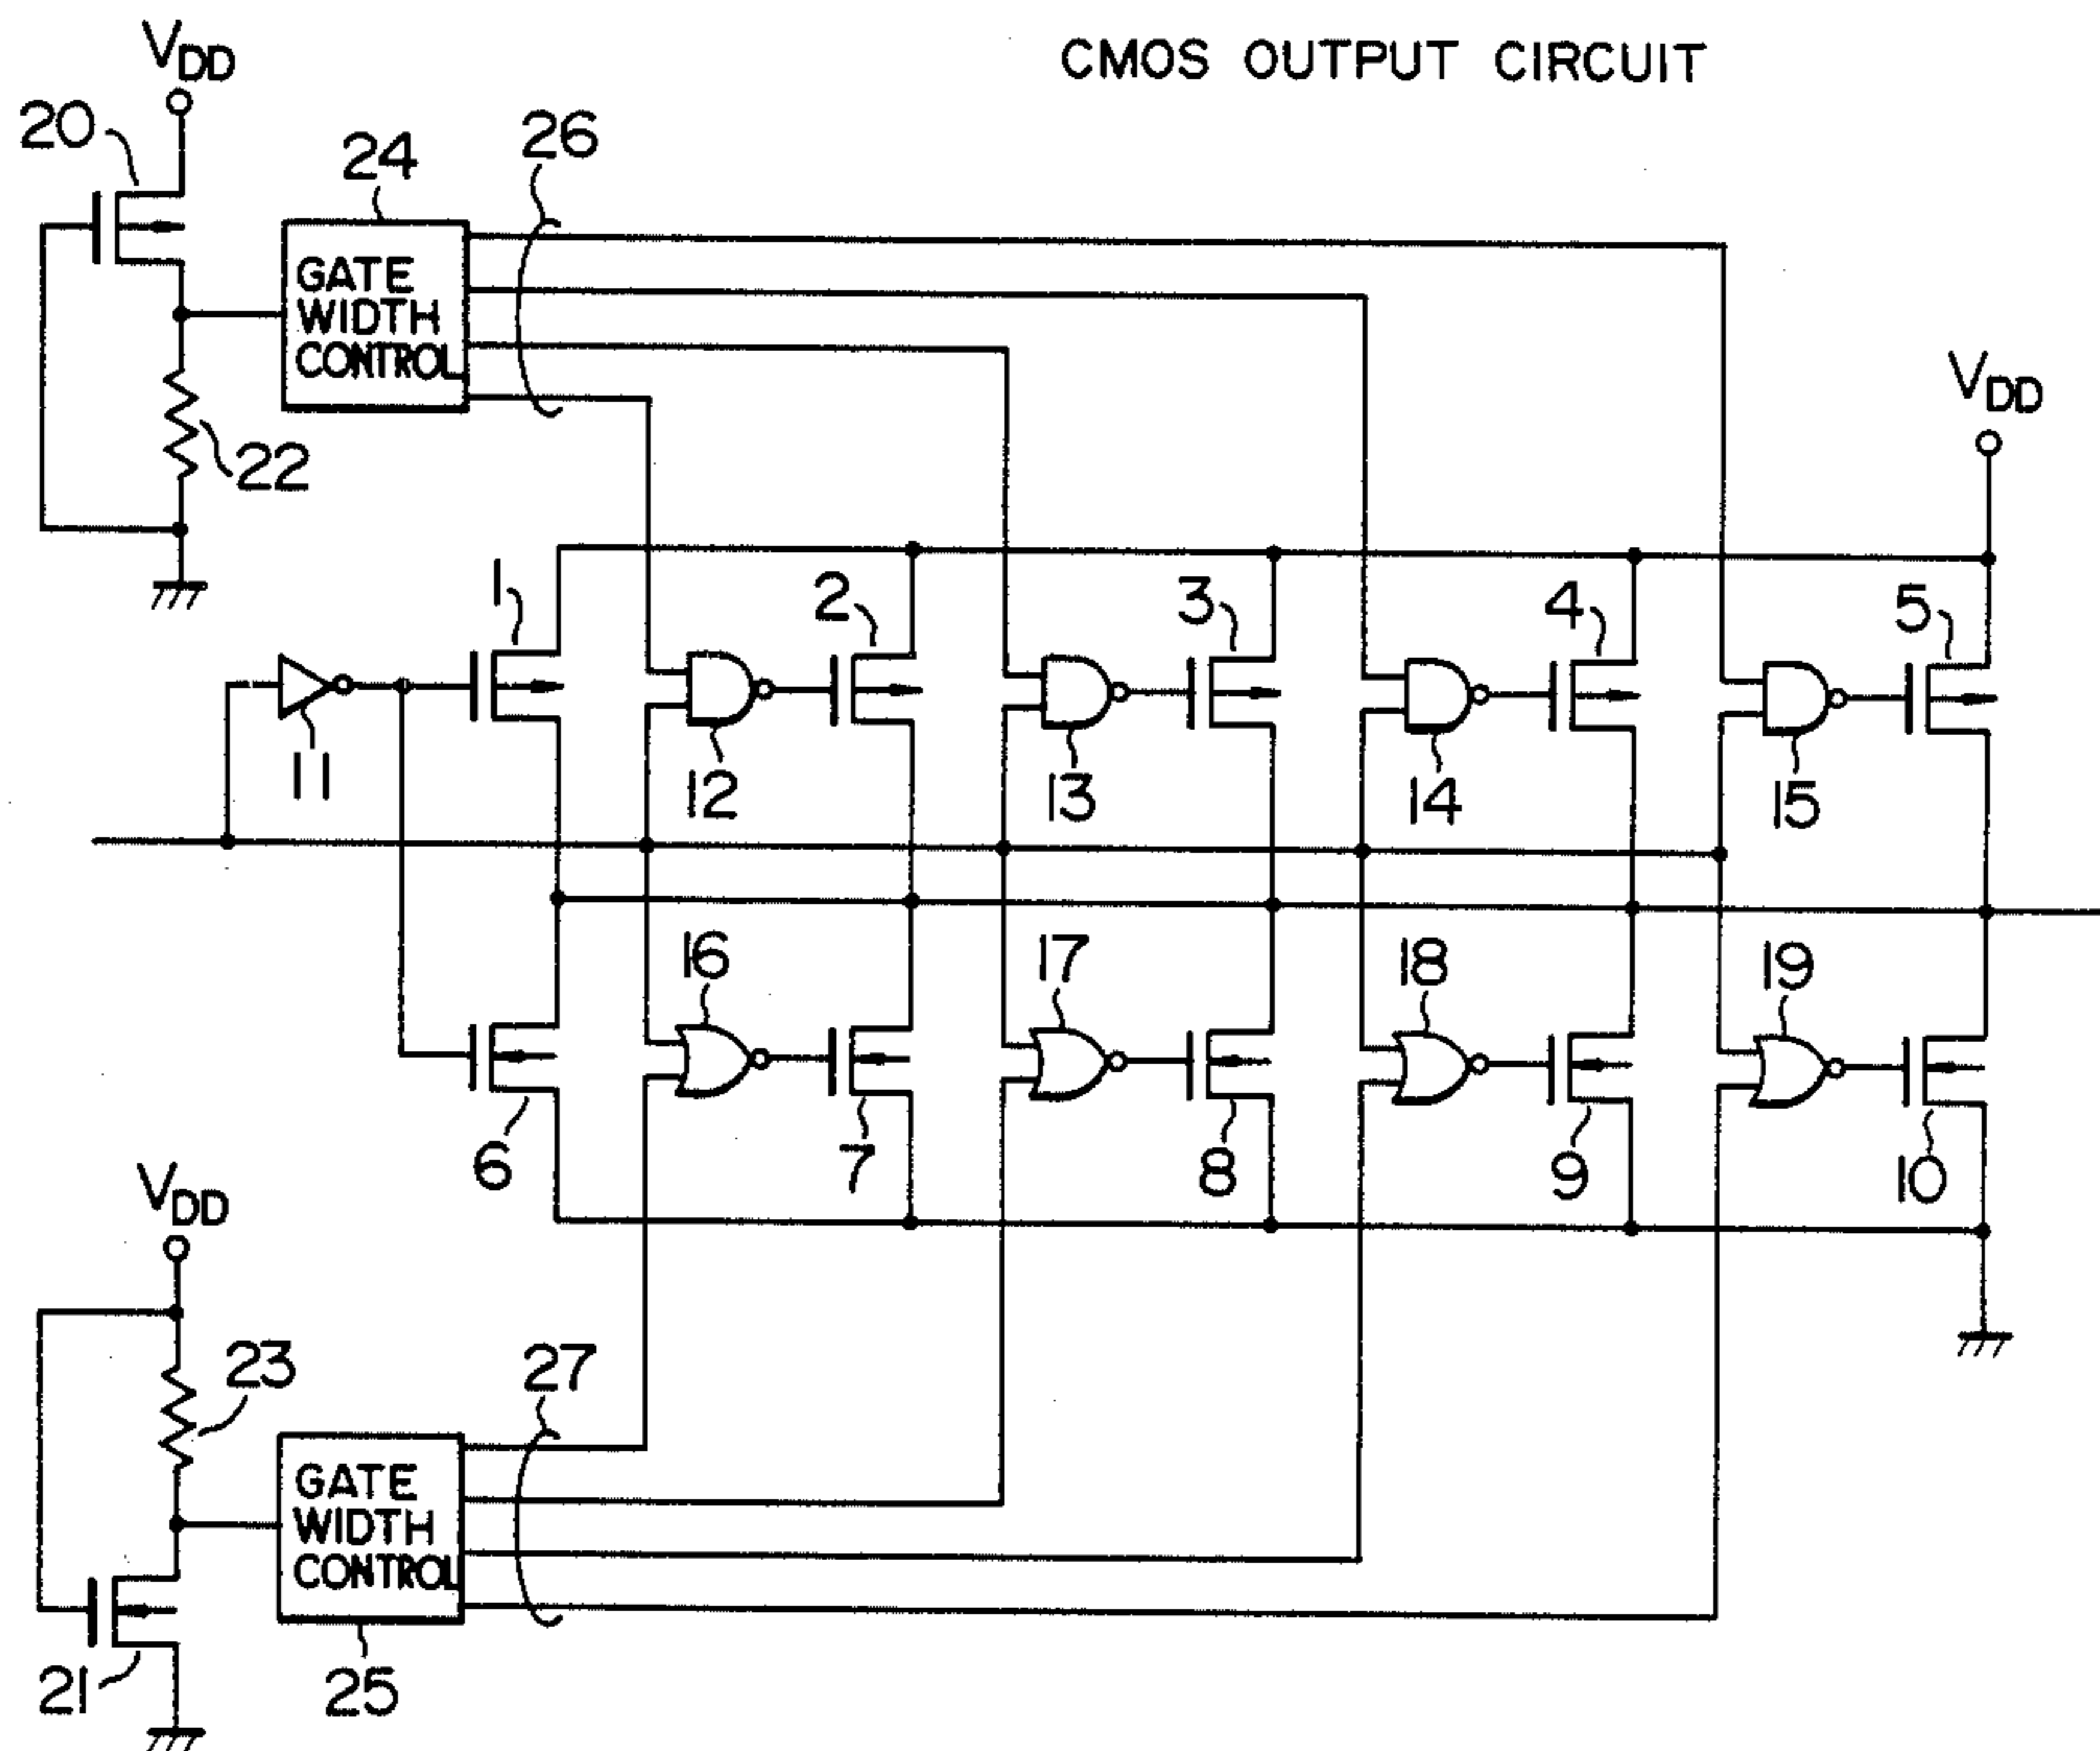 CMOS OUTPUT CIRCUIT
VDD
20
24
26
GATE
WIDTH
CONTROL
22
VDD
1
2
3
4
5
11
12
13
14
15
16
17
18
19
6
7
8
9
10
VDD
23
27
GATE
WIDTH
CONTROL
21
25